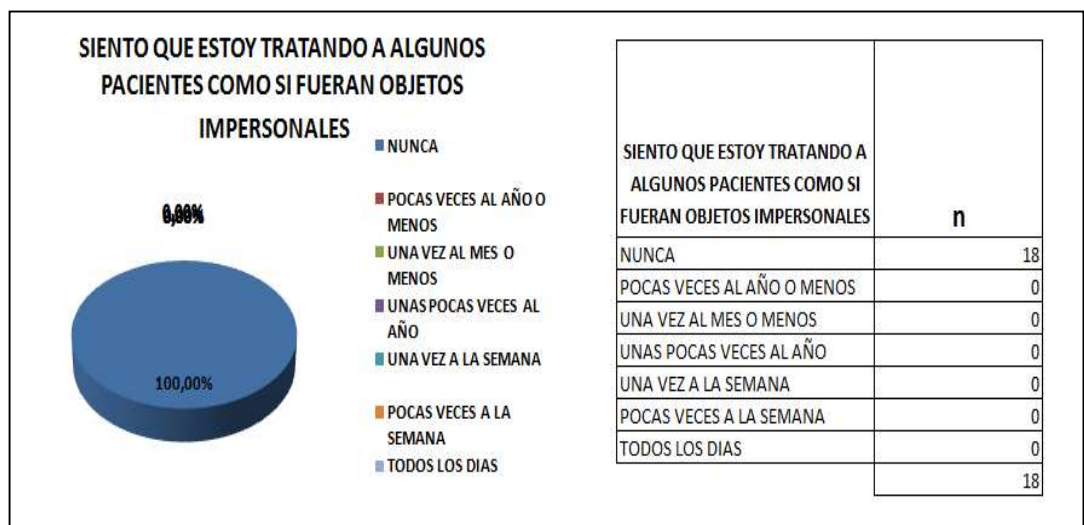 SIENTO QUE ESTOY TRATANDO A ALGUNOS
PACIENTES COMO SI FUERAN OBJETOS
IMPERSONALES
0,00%
100,00%
NUNCA
POCAS VECES AL AÑO O
MENOS
UNA VEZ AL MES O
MENOS
UNAS POCAS VECES AL
AÑO
UNA VEZ A LA SEMANA
POCAS VECES A LA
SEMANA
TODOS LOS DIAS
SIENTO QUE ESTOY TRATANDO A
ALGUNOS PACIENTES COMO SI
FUERAN OBJETOS IMPERSONALES n
NUNCA 18
POCAS VECES AL AÑO O MENOS 0
UNA VEZ AL MES O MENOS 0
UNAS POCAS VECES AL AÑO 0
UNA VEZ A LA SEMANA 0
POCAS VECES A LA SEMANA 0
TODOS LOS DIAS 0
18